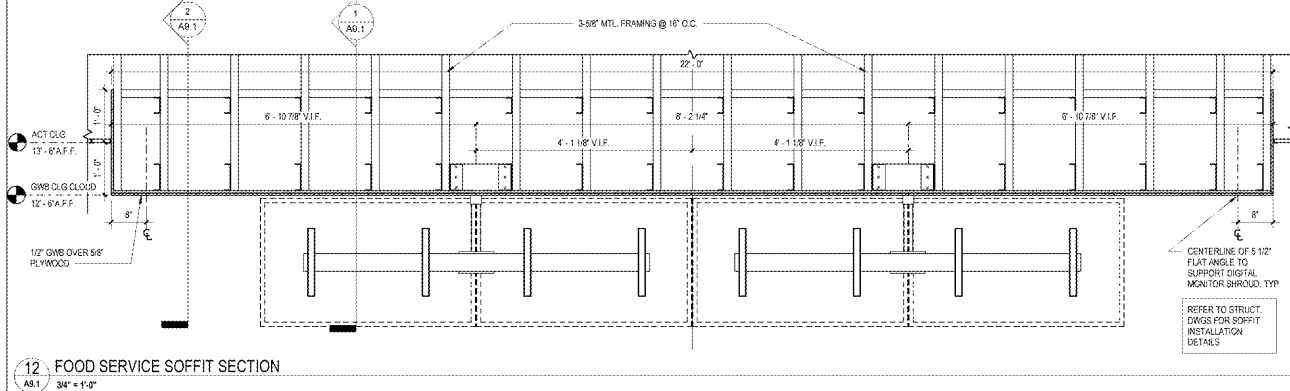 2
A9.1
1
A9.1
3-5/8" MTL. FRAMING @ 16" O.C.
22' - 0"
1' - 0"
6' - 10 7/8" V.I.F.
8' - 2 1/4"
6' - 10 7/8" V.I.F.
ACT CLG
13' - 6" A.F.F.
4' - 1 1/8" V.I.F.
4' - 1 1/8" V.I.F.
1' - 0"
GWB CLG CLOUD
12' - 6" A.F.F.
8"
8"
1/2" GWB OVER 5/8"
PLYWOOD
CENTERLINE OF 5 1/2"
FLAT ANGLE TO
SUPPORT DIGITAL
MONITOR SHROUD, TYP
REFER TO STRUCT.
DWGS FOR SOFFIT
INSTALLATION
DETAILS
12
A9.1
FOOD SERVICE SOFFIT SECTION
3/4" = 1'-0"